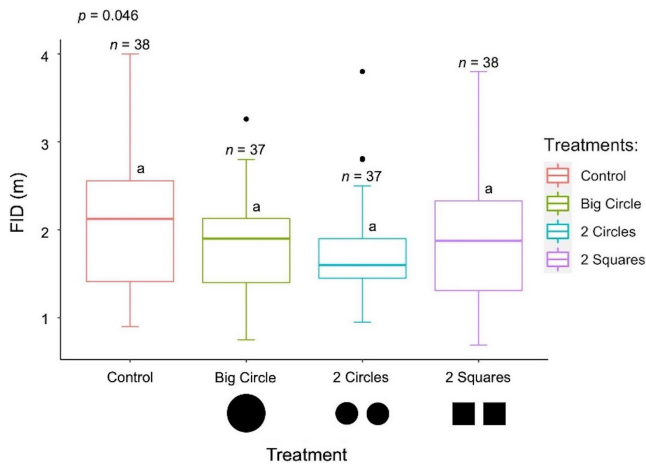 p = 0.046
n = 38
n = 38
n = 37
n = 37
a
a
a
a
4
3
2
1
FID (m)
Control
Big Circle
2 Circles
2 Squares
Treatment
Treatments:
Control
Big Circle
2 Circles
2 Squares